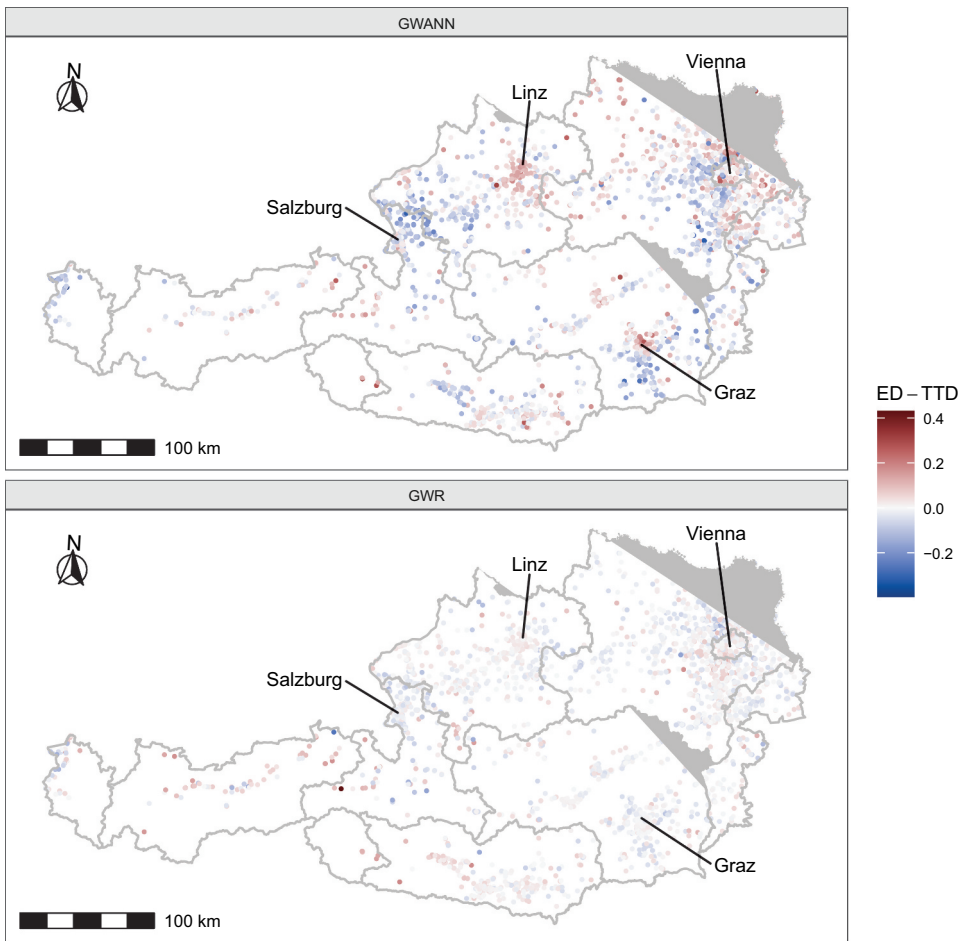 GWANN
N
Vienna
Linz
Salzburg
Graz
100 km
GWR
N
Vienna
Linz
Salzburg
Graz
100 km
ED – TTD
0.4
0.2
0.0
−0.2